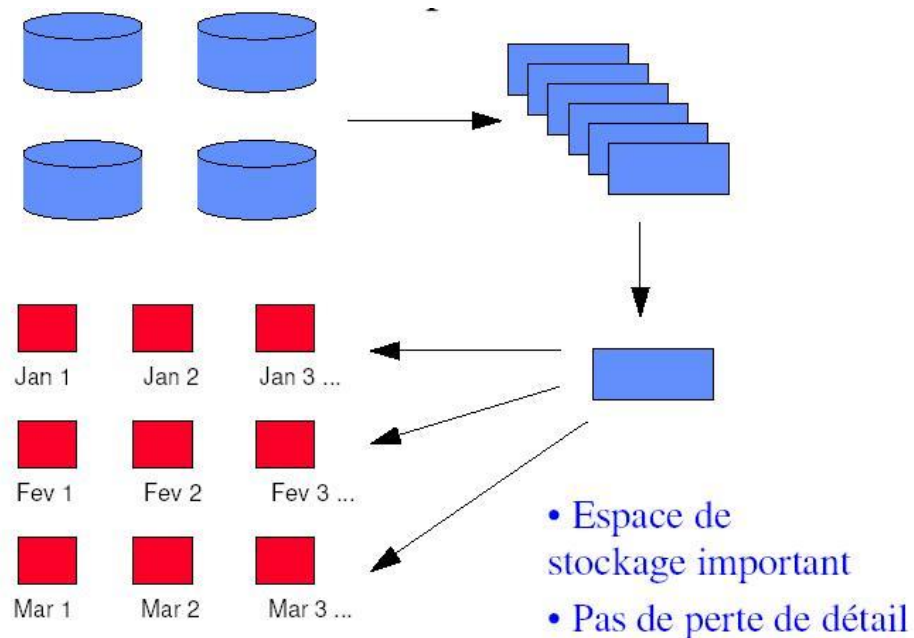 Jan 1 Jan 2 Jan 3 ...
Fev 1 Fev 2 Fev 3 ...
Mar 1 Mar 2 Mar 3 ...
• Espace de
stockage important
• Pas de perte de détail